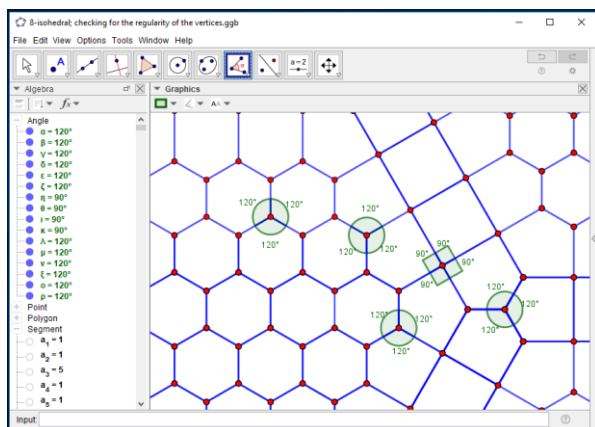 8-isohedral; checking for the regularity of the vertices.ggb
File Edit View Options Tools Window Help
a=2
Algebra
Graphics
fx
AA
Angle
α = 120°
β = 120°
γ = 120°
δ = 120°
ε = 120°
ζ = 120°
η = 90°
θ = 90°
ι = 90°
κ = 90°
λ = 120°
μ = 120°
ν = 120°
ξ = 120°
ο = 120°
ρ = 120°
Point
Polygon
Segment
a₁ = 1
a₂ = 1
a₃ = 5
a₄ = 1
a₅ = 1
120° 120°
120°
120° 120°
120°
90°
90° 90°
90°
120°
120° 120°
120° 120°
120°
Input: